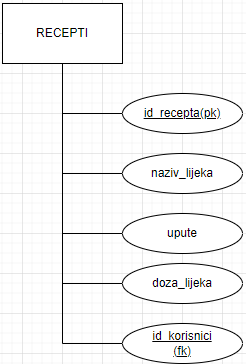 RECEPTI
id_recepta(pk)
naziv_lijeka
upute
doza_lijeka
id_korisnici
(fk)